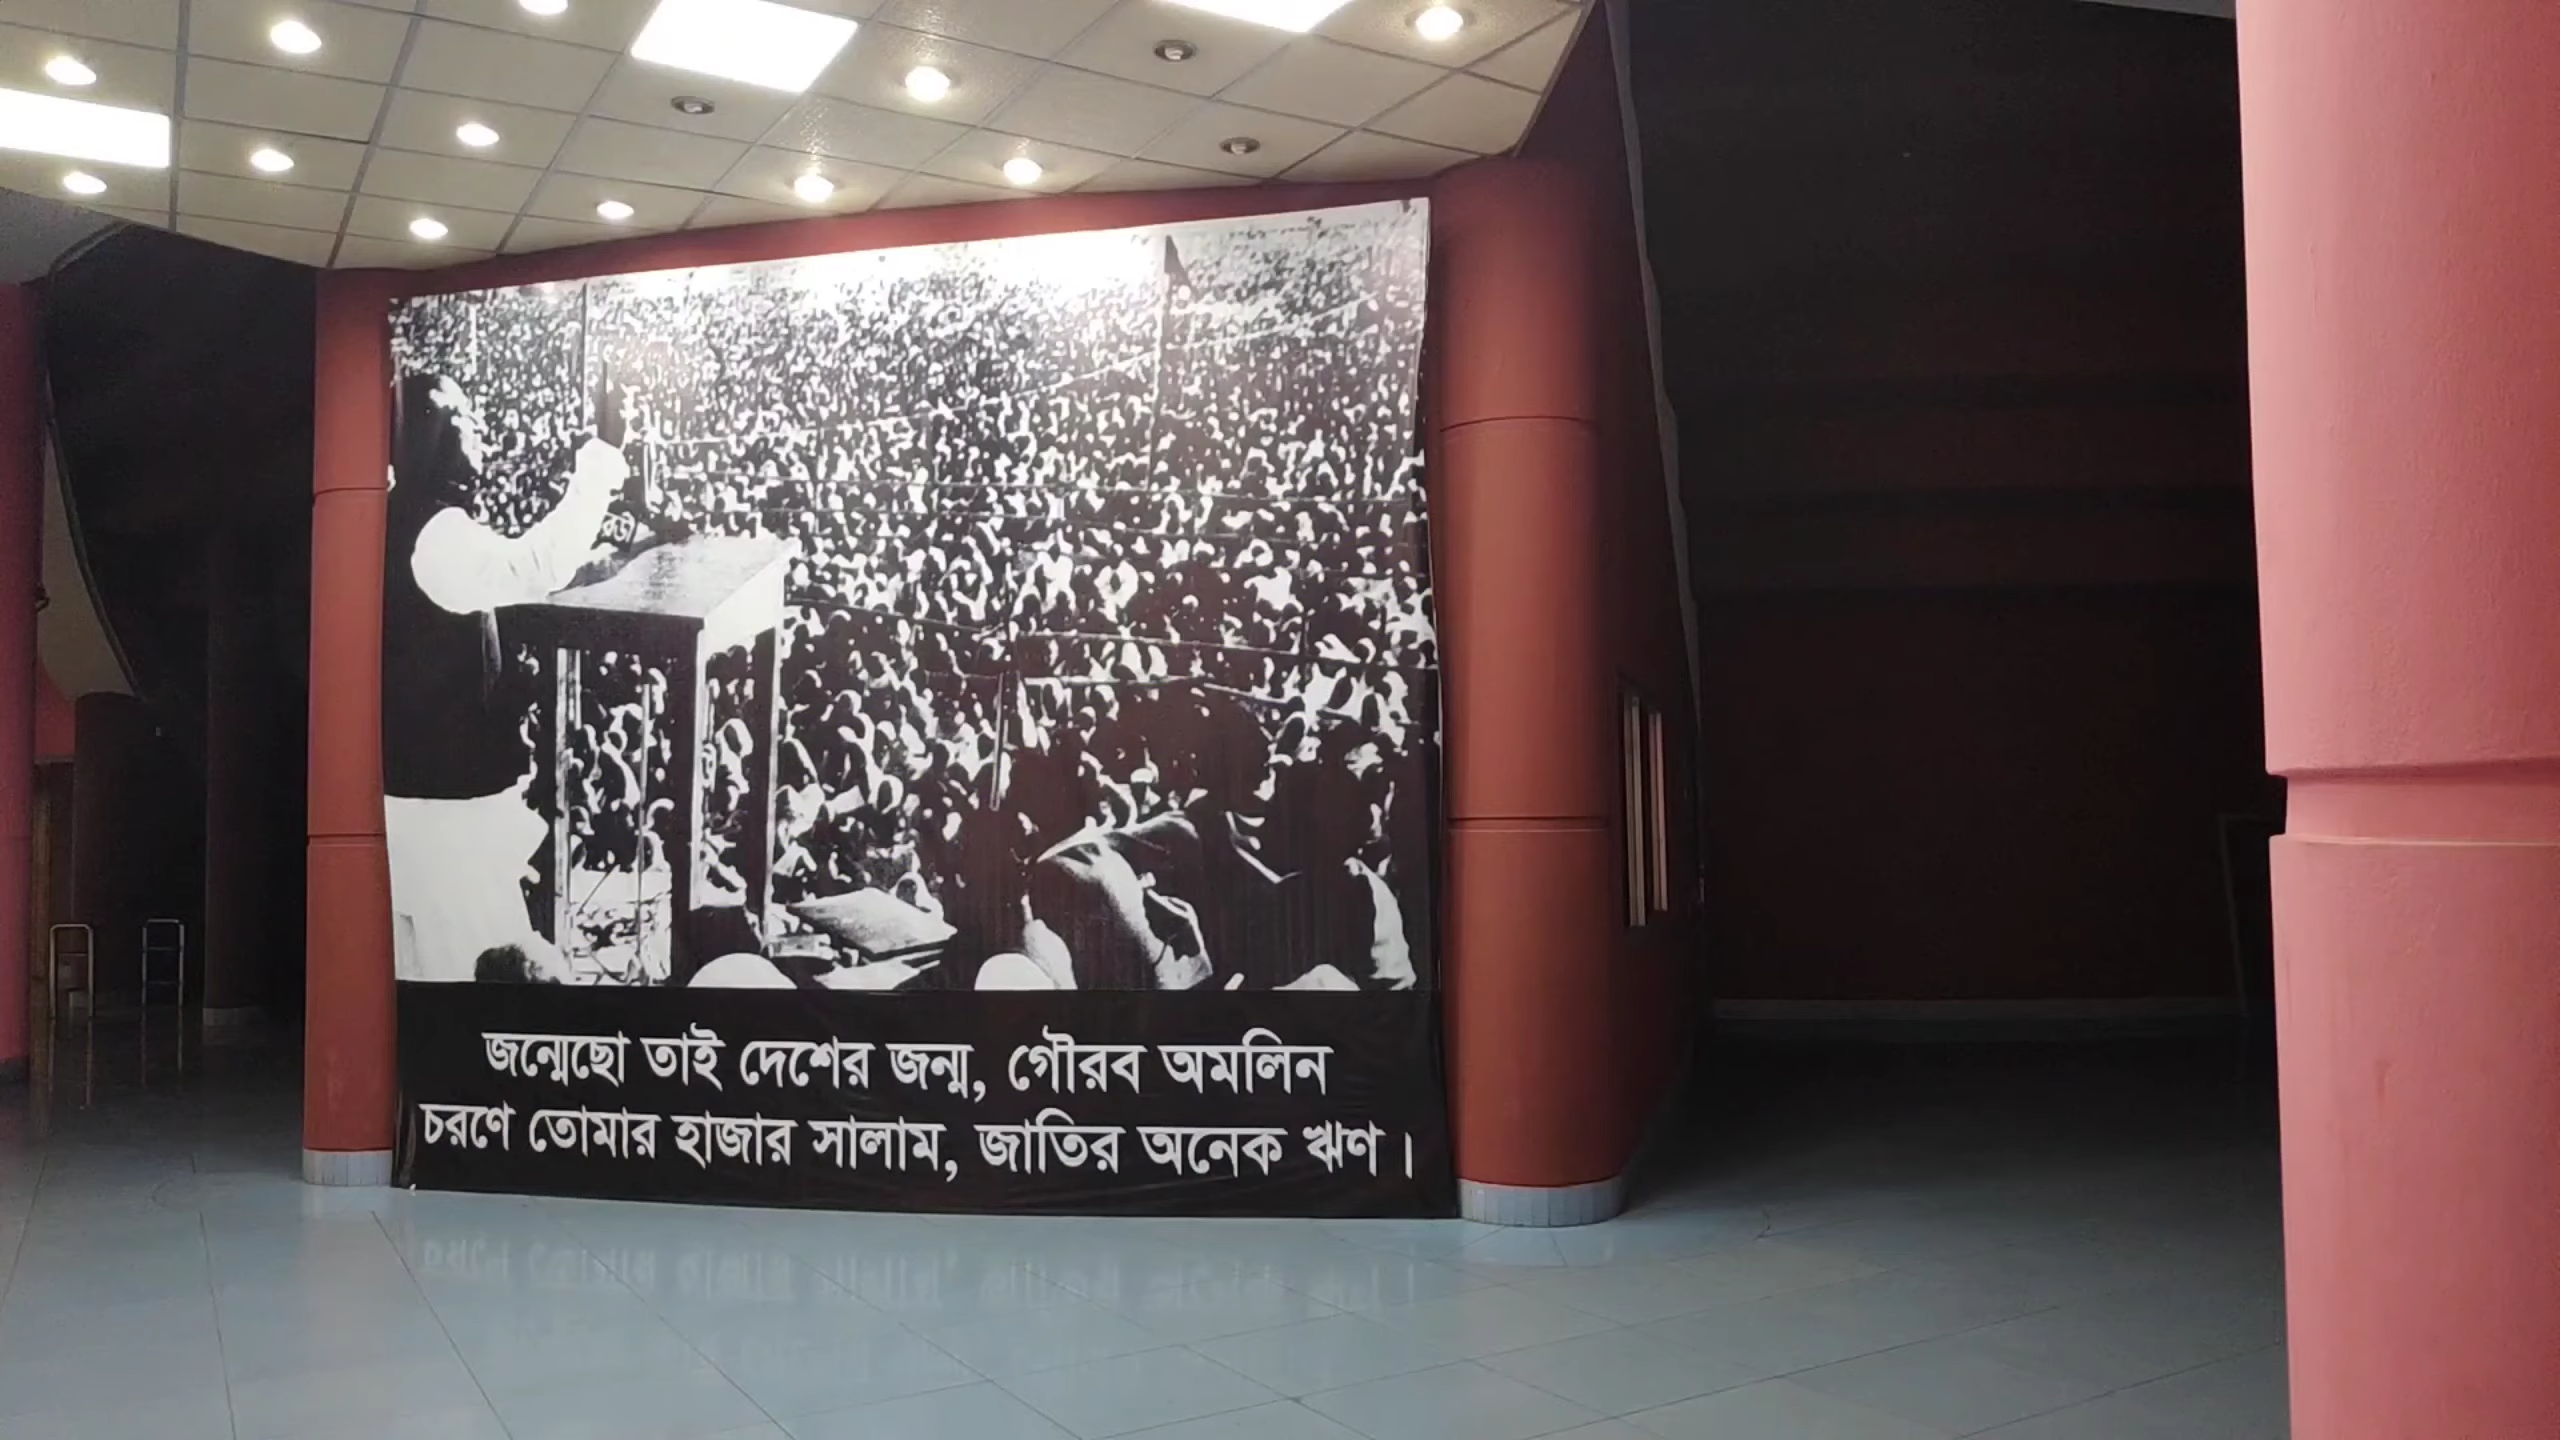 জন্মেছো তাই দেশের জন্ম, গৌরব অমলিন
চরণে তোমার হাজার সালাম, জাতির অনেক ঋণ।